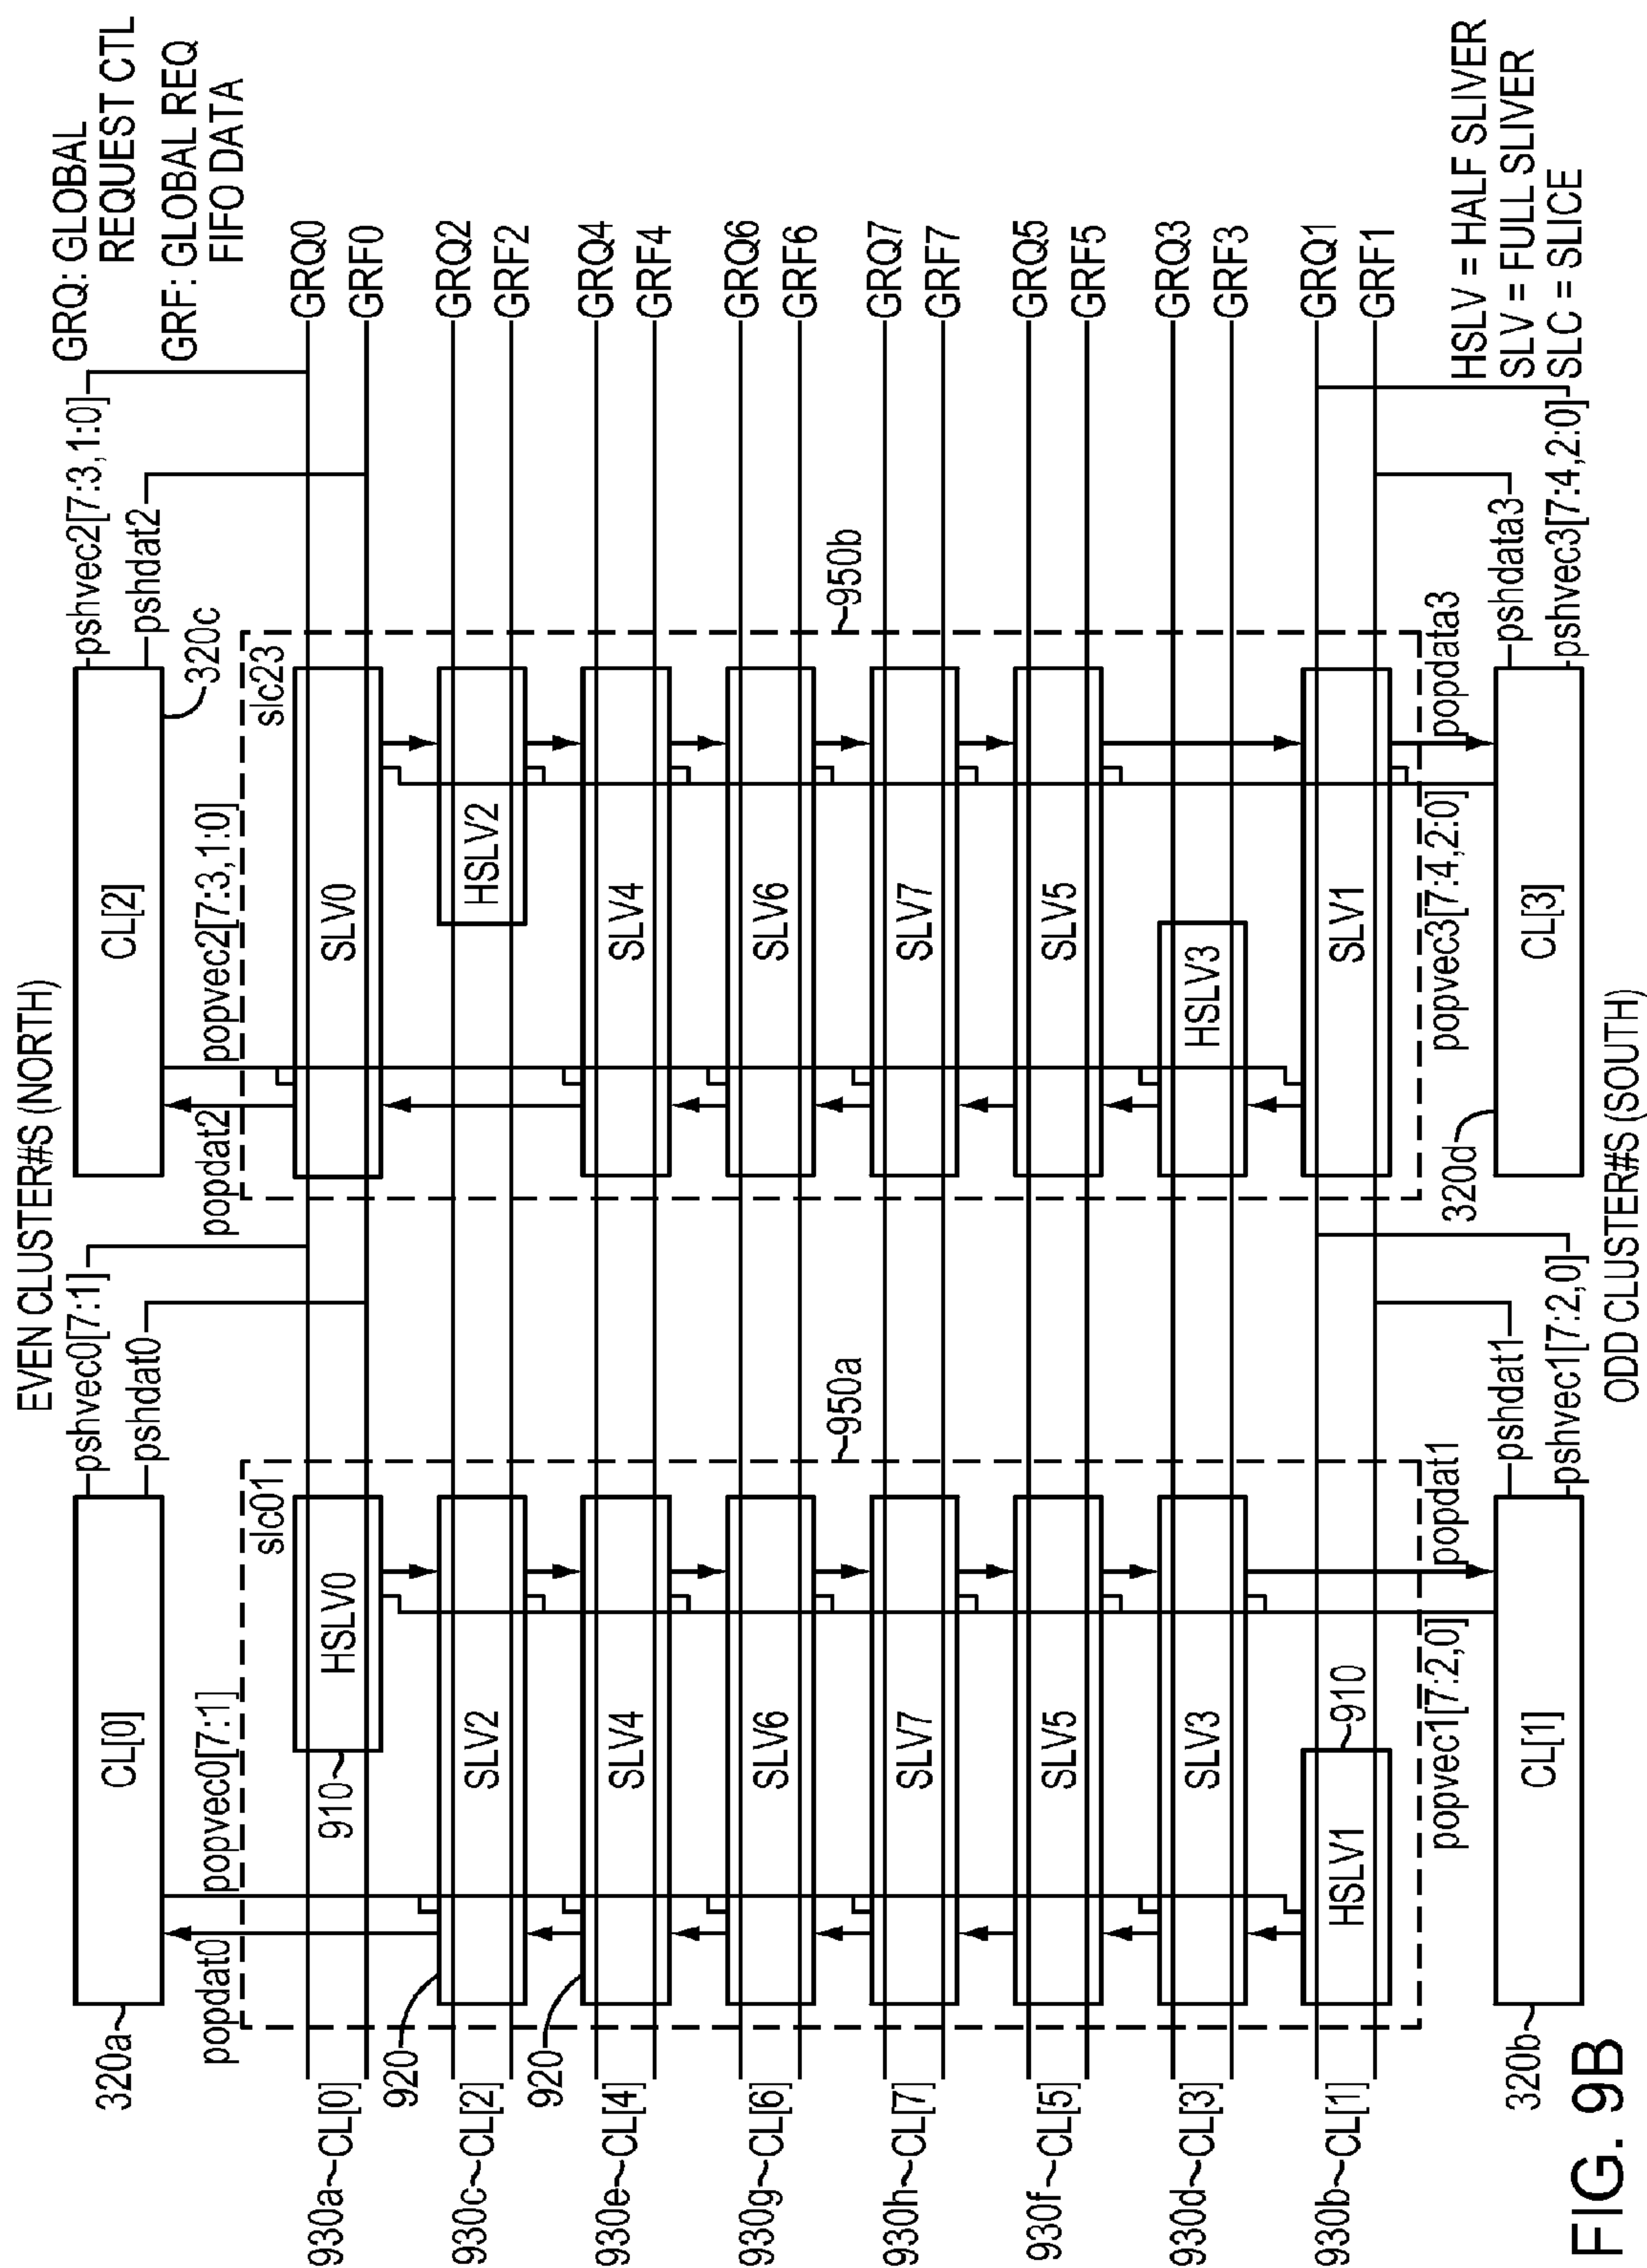 EVEN CLUSTER#S (NORTH)
GRQ: GLOBAL
REQUEST CTL
GRF: GLOBAL REQ
FIFO DATA
320a
CL[0]
pshvec0[7:1]
pshdat0
CL[2]
pshvec2[7:3,1:0]
pshdat2
320c
popdat0
popvec0[7:1]
slc01
popdat2
popvec2[7:3,1:0]
slc23
930a
CL[0]
910
HSLV0
SLV0
GRQ0
GRF0
920
930c
CL[2]
SLV2
HSLV2
GRQ2
GRF2
920
930e
CL[4]
SLV4
SLV4
GRQ4
GRF4
930g
CL[6]
SLV6
SLV6
GRQ6
GRF6
950a
950b
930h
CL[7]
SLV7
SLV7
GRQ7
GRF7
930f
CL[5]
SLV5
SLV5
GRQ5
GRF5
930d
CL[3]
SLV3
HSLV3
GRQ3
GRF3
930b
CL[1]
HSLV1
910
SLV1
GRQ1
GRF1
popvec1[7:2,0]
popdat1
320d
popvec3[7:4,2:0]
popdata3
320b
CL[1]
pshdat1
pshvec1[7:2,0]
CL[3]
pshdata3
pshvec3[7:4,2:0]
HSLV = HALF SLIVER
SLV = FULL SLIVER
SLC = SLICE
ODD CLUSTER#S (SOUTH)
FIG. 9B